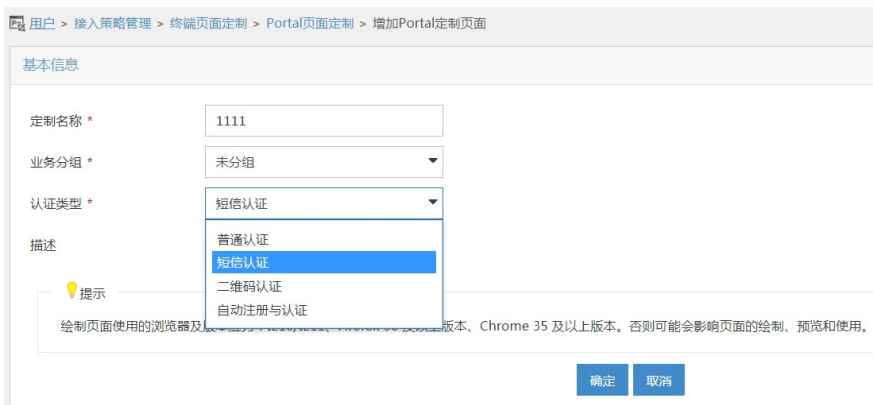 用户 > 接入策略管理 > 终端页面定制 > Portal页面定制 > 增加Portal定制页面
基本信息
定制名称 * 1111
业务分组 * 未分组
认证类型 * 短信认证
普通认证
描述
短信认证
二维码认证
自动注册与认证
提示
绘制页面使用的浏览器及 版本、Chrome 35 及以上版本。否则可能会影响页面的绘制、预览和使用。
确定 取消